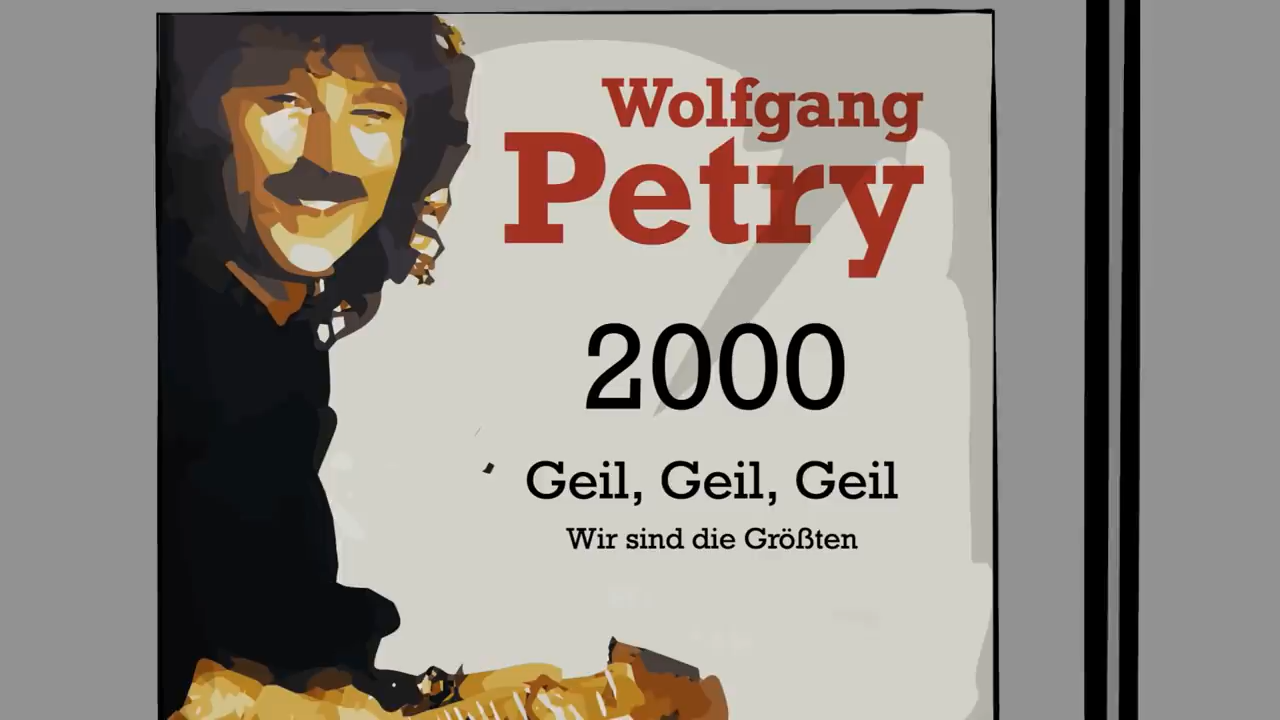 Wolfgang
Petry
2000
Geil, Geil, Geil
Wir sind die Größten